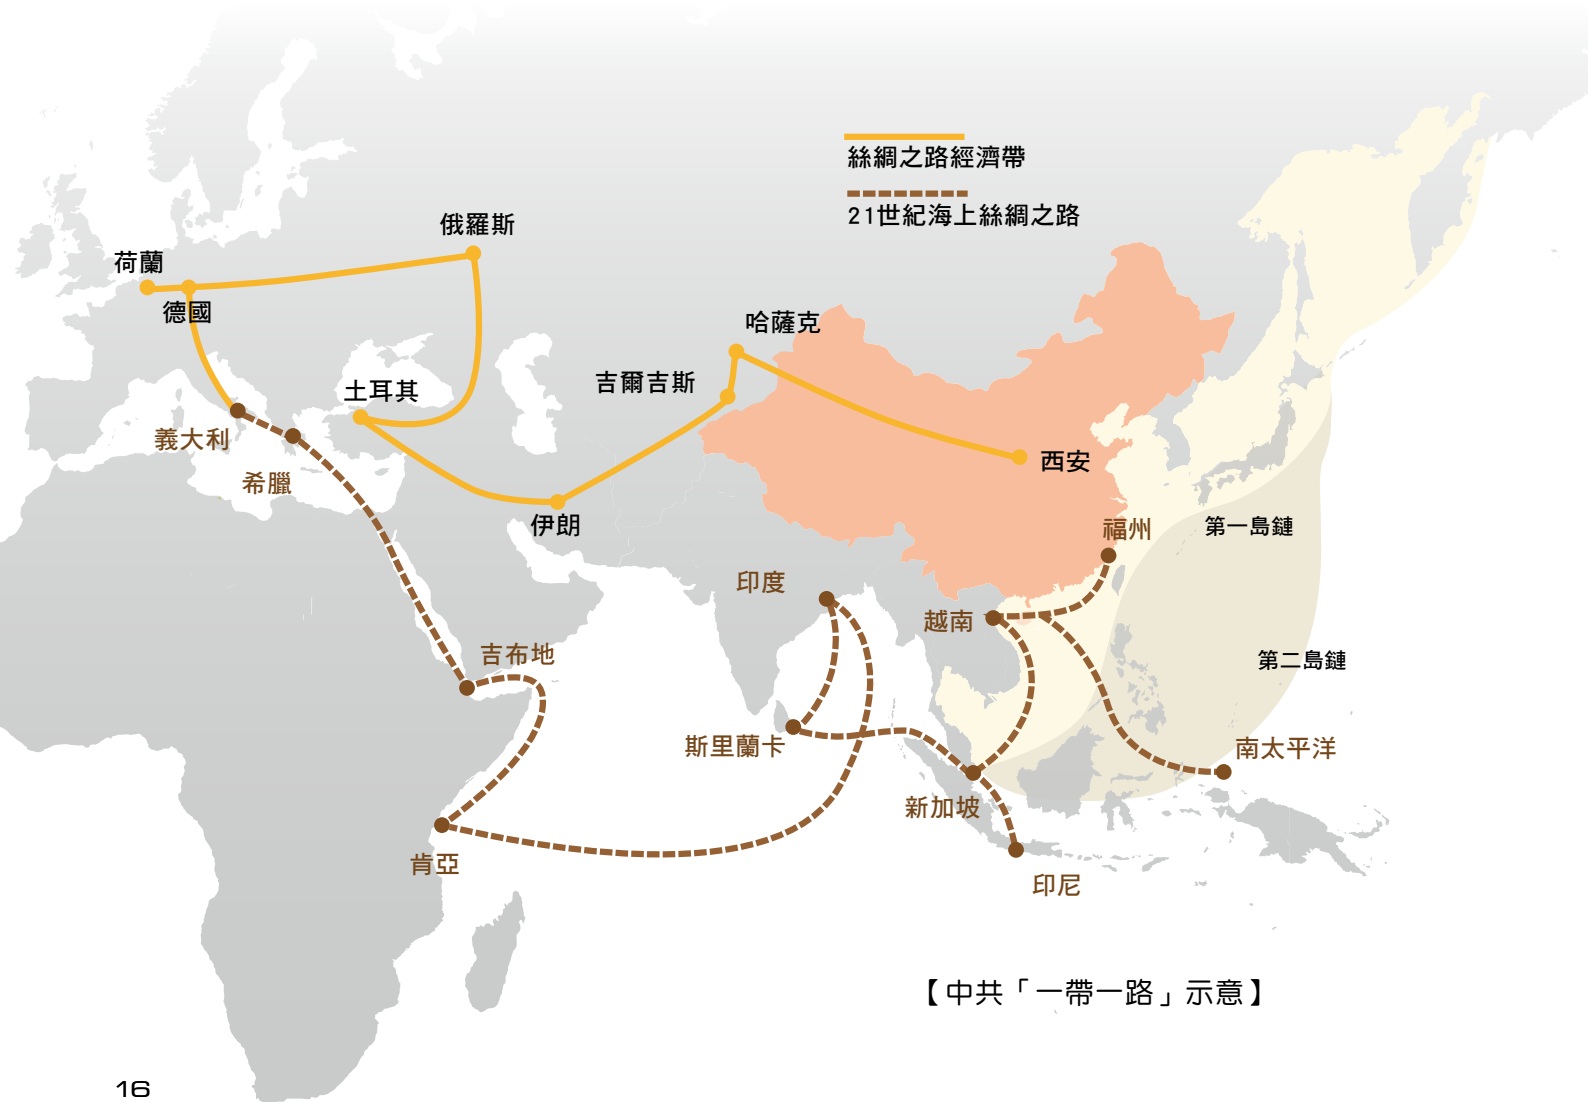 絲綢之路經濟帶
21世紀海上絲綢之路
俄羅斯
荷蘭
德國
哈薩克
吉爾吉斯
土耳其
義大利
西安
希臘
伊朗
福州
第一島鏈
印度
越南
吉布地
第二島鏈
斯里蘭卡
南太平洋
新加坡
肯亞
印尼
【中共「一帶一路」示意】
16